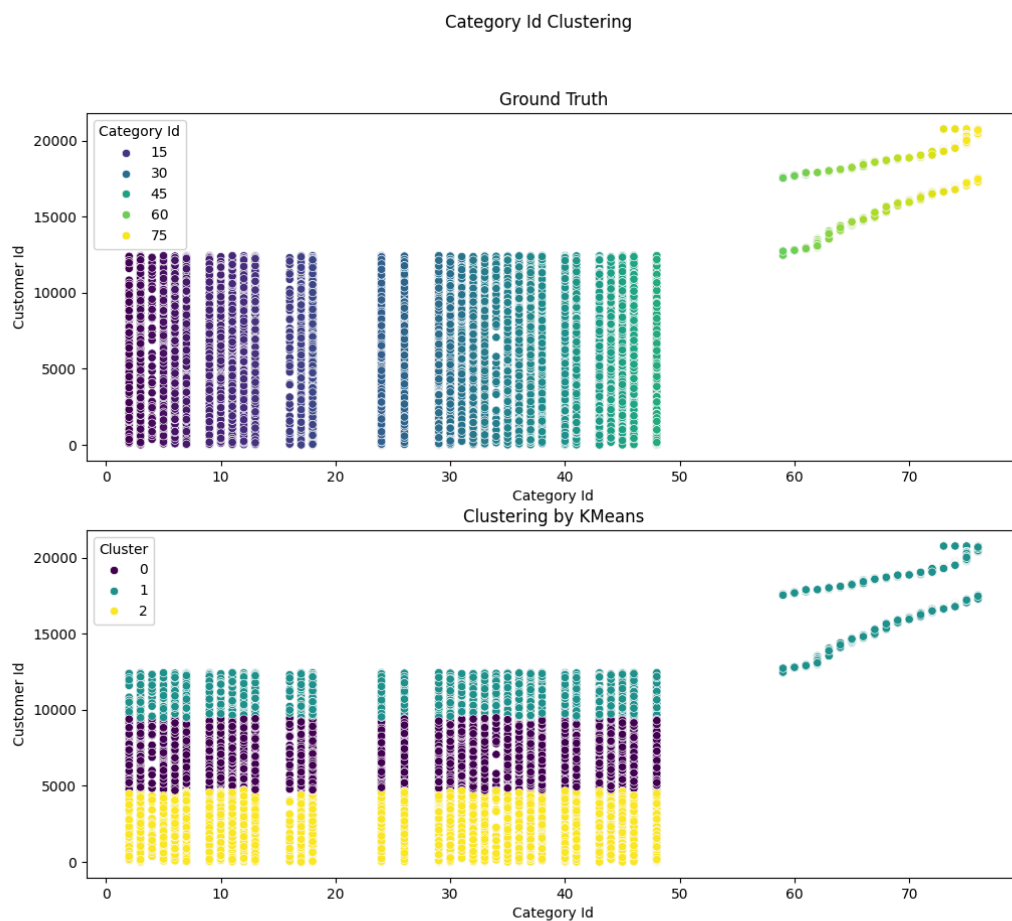 Category Id Clustering
Ground Truth
Category Id
15
30
45
60
75
Customer Id
20000
15000
10000
5000
0
0 10 20 30 40 50 60 70
Category Id
Clustering by KMeans
Cluster
0
1
2
Customer Id
20000
15000
10000
5000
0
0 10 20 30 40 50 60 70
Category Id